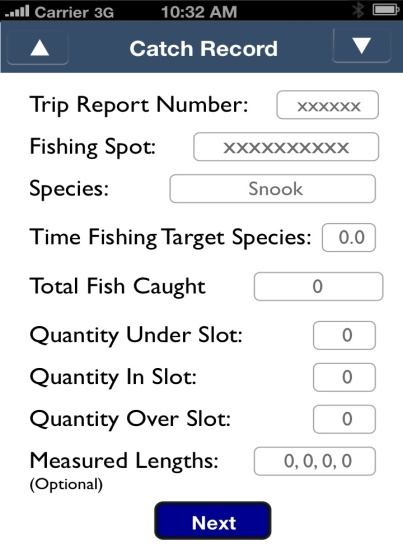 Carrier 3G 10:32 AM
Catch Record
Trip Report Number: xxxxxx
Fishing Spot: xxxxxxxxxx
Species: Snook
Time Fishing Target Species: 0.0
Total Fish Caught 0
Quantity Under Slot: 0
Quantity In Slot: 0
Quantity Over Slot: 0
Measured Lengths: 0, 0, 0, 0
(Optional)
Next